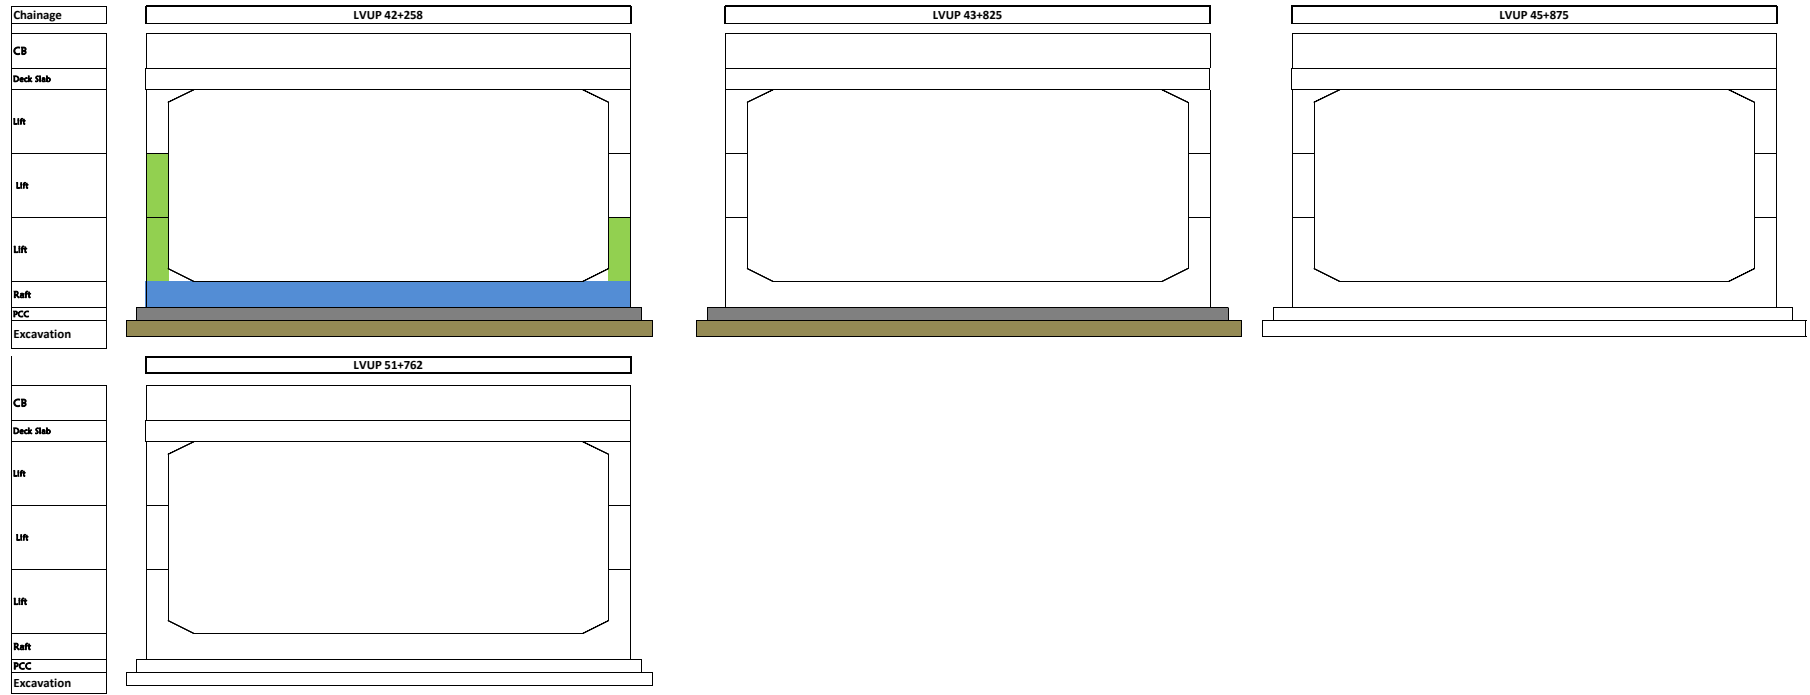 Chainage
LVUP 42+258
LVUP 43+825
LVUP 45+875
CB
Deck Slab
Lift
Lift
Lift
Raft
PCC
Excavation
LVUP 51+762
CB
Deck Slab
Lift
Lift
Lift
Raft
PCC
Excavation